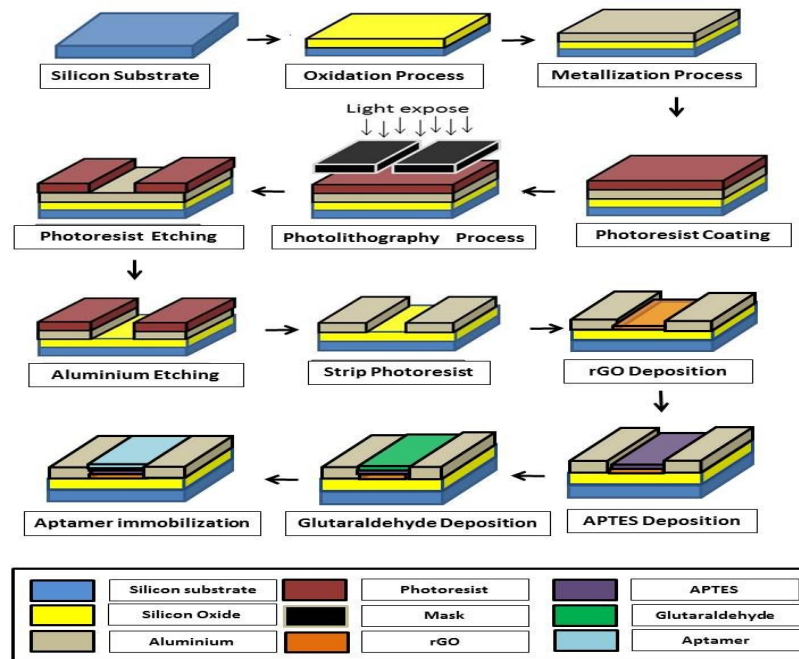 Silicon Substrate
Oxidation Process
Metallization Process
Light expose
Photoresist Etching
Photolithography Process
Photoresist Coating
Aluminium Etching
Strip Photoresist
rGO Deposition
Aptamer immobilization
Glutaraldehyde Deposition
APTES Deposition
Silicon substrate
Photoresist
APTES
Silicon Oxide
Mask
Glutaraldehyde
Aluminium
rGO
Aptamer